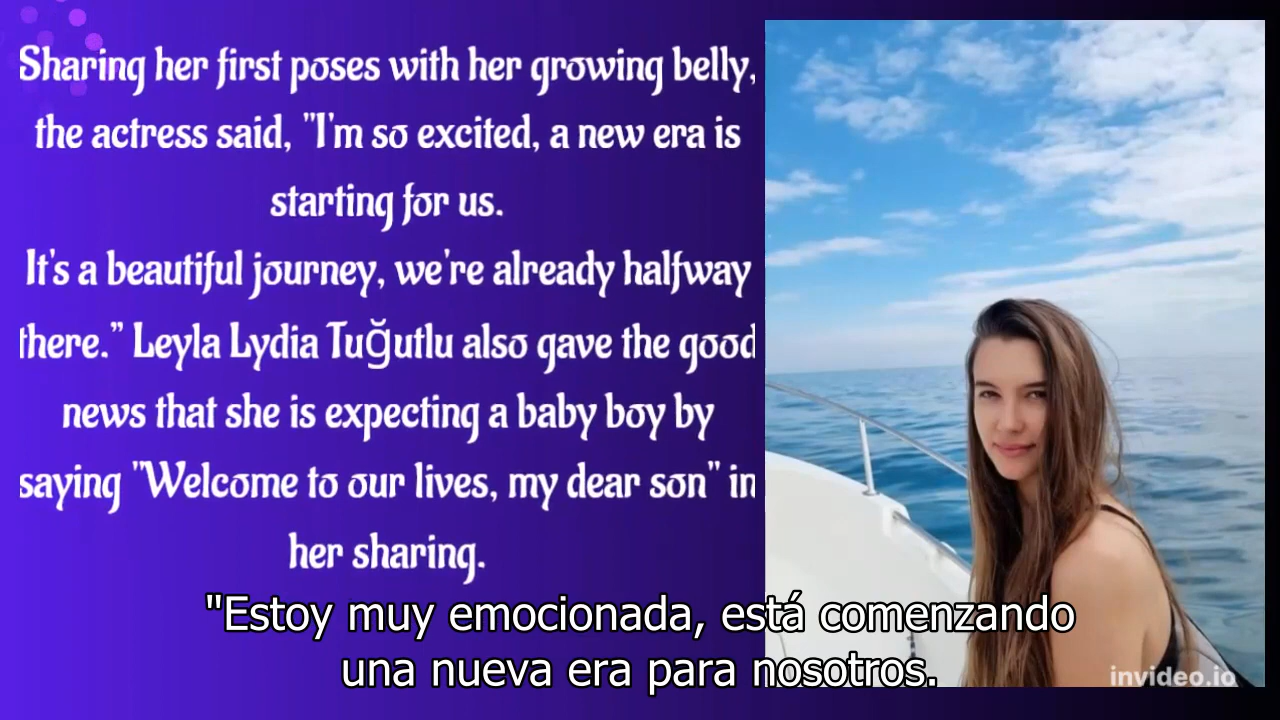 Sharing her first poses with her growing belly,
the actress said, "I'm so excited, a new era is
starting for us.
It's a beautiful journey, we're already halfway
there." Leyla Lydia Tuğutlu also gave the good
news that she is expecting a baby boy by
saying "Welcome to our lives, my dear son" in
her sharing.
"Estoy muy emocionada, está comenzando
una nueva era para nosotros.
invideo.io